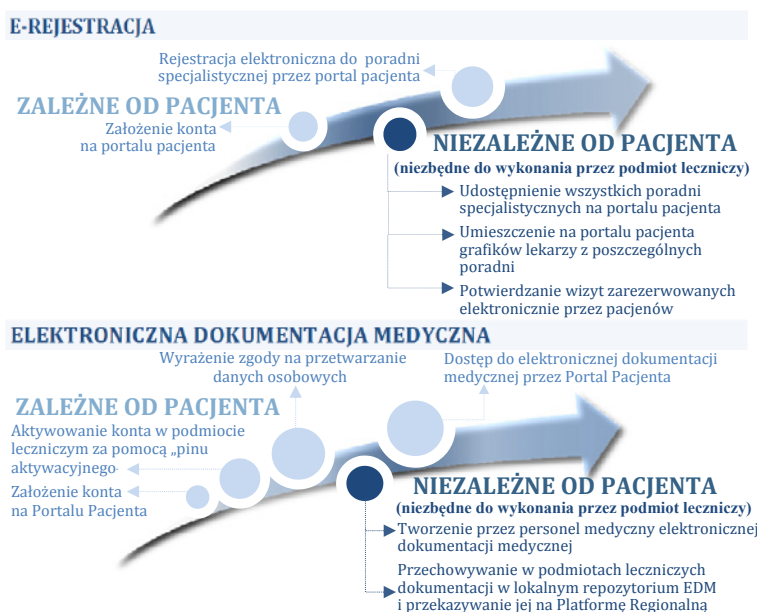 E-REJESTRACJA
Rejestracja elektroniczna do poradni
specjalistycznej przez portal pacjenta
ZALEŻNE OD PACJENTA
Założenie konta
na portalu pacjenta
NIEZALEŻNE OD PACJENTA
(niezbędne do wykonania przez podmiot leczniczy)
Udostępnienie wszystkich poradni
specjalistycznych na portalu pacjenta
Umieszczenie na portalu pacjenta
grafików lekarzy z poszczególnych
poradni
Potwierdzanie wizyt zarezerwowanych
elektronicznie przez pacjenów
ELEKTRONICZNA DOKUMENTACJA MEDYCZNA
Wyrażenie zgody na przetwarzanie
danych osobowych
Dostęp do elektronicznej dokumentacji
medycznej przez Portal Pacjenta
ZALEŻNE OD PACJENTA
Aktywowanie konta w podmiocie
leczniczym za pomocą „pinu
aktywacyjnego
Założenie konta
na Portalu Pacjenta
NIEZALEŻNE OD PACJENTA
(niezbędne do wykonania przez podmiot leczniczy)
Tworzenie przez personel medyczny elektronicznej
dokumentacji medycznej
Przechowywanie w podmiotach leczniczych
dokumentacji w lokalnym repozytorium EDM
i przekazywanie jej na Platformę Regionalną